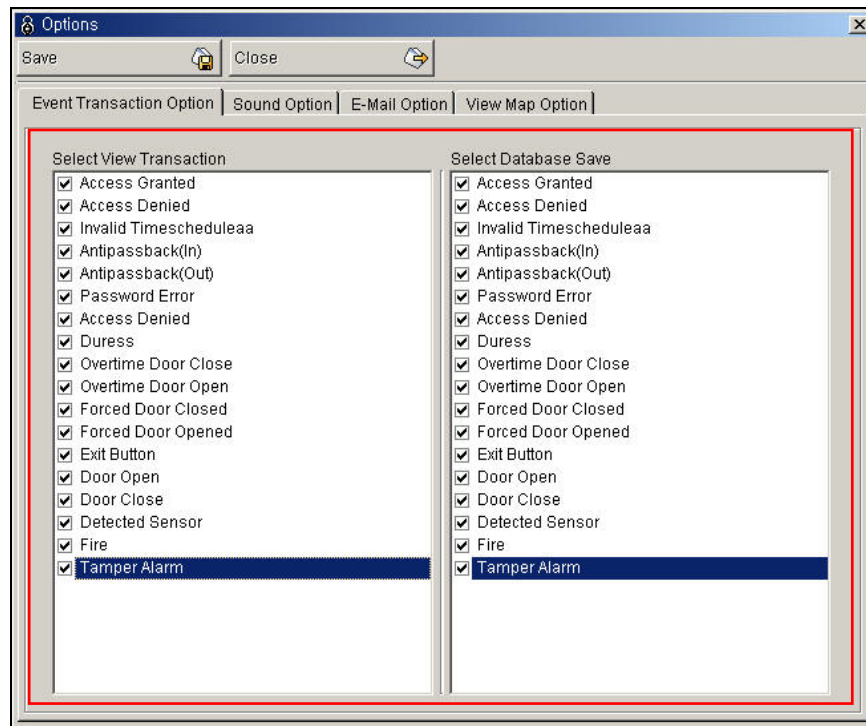 Options
Save Close
Event Transaction Option Sound Option E-Mail Option View Map Option
Select View Transaction
Access Granted
Access Denied
Invalid Timescheduleaa
Antipassback(In)
Antipassback(Out)
Password Error
Access Denied
Duress
Overtime Door Close
Overtime Door Open
Forced Door Closed
Forced Door Opened
Exit Button
Door Open
Door Close
Detected Sensor
Fire
Tamper Alarm
Select Database Save
Access Granted
Access Denied
Invalid Timescheduleaa
Antipassback(In)
Antipassback(Out)
Password Error
Access Denied
Duress
Overtime Door Close
Overtime Door Open
Forced Door Closed
Forced Door Opened
Exit Button
Door Open
Door Close
Detected Sensor
Fire
Tamper Alarm